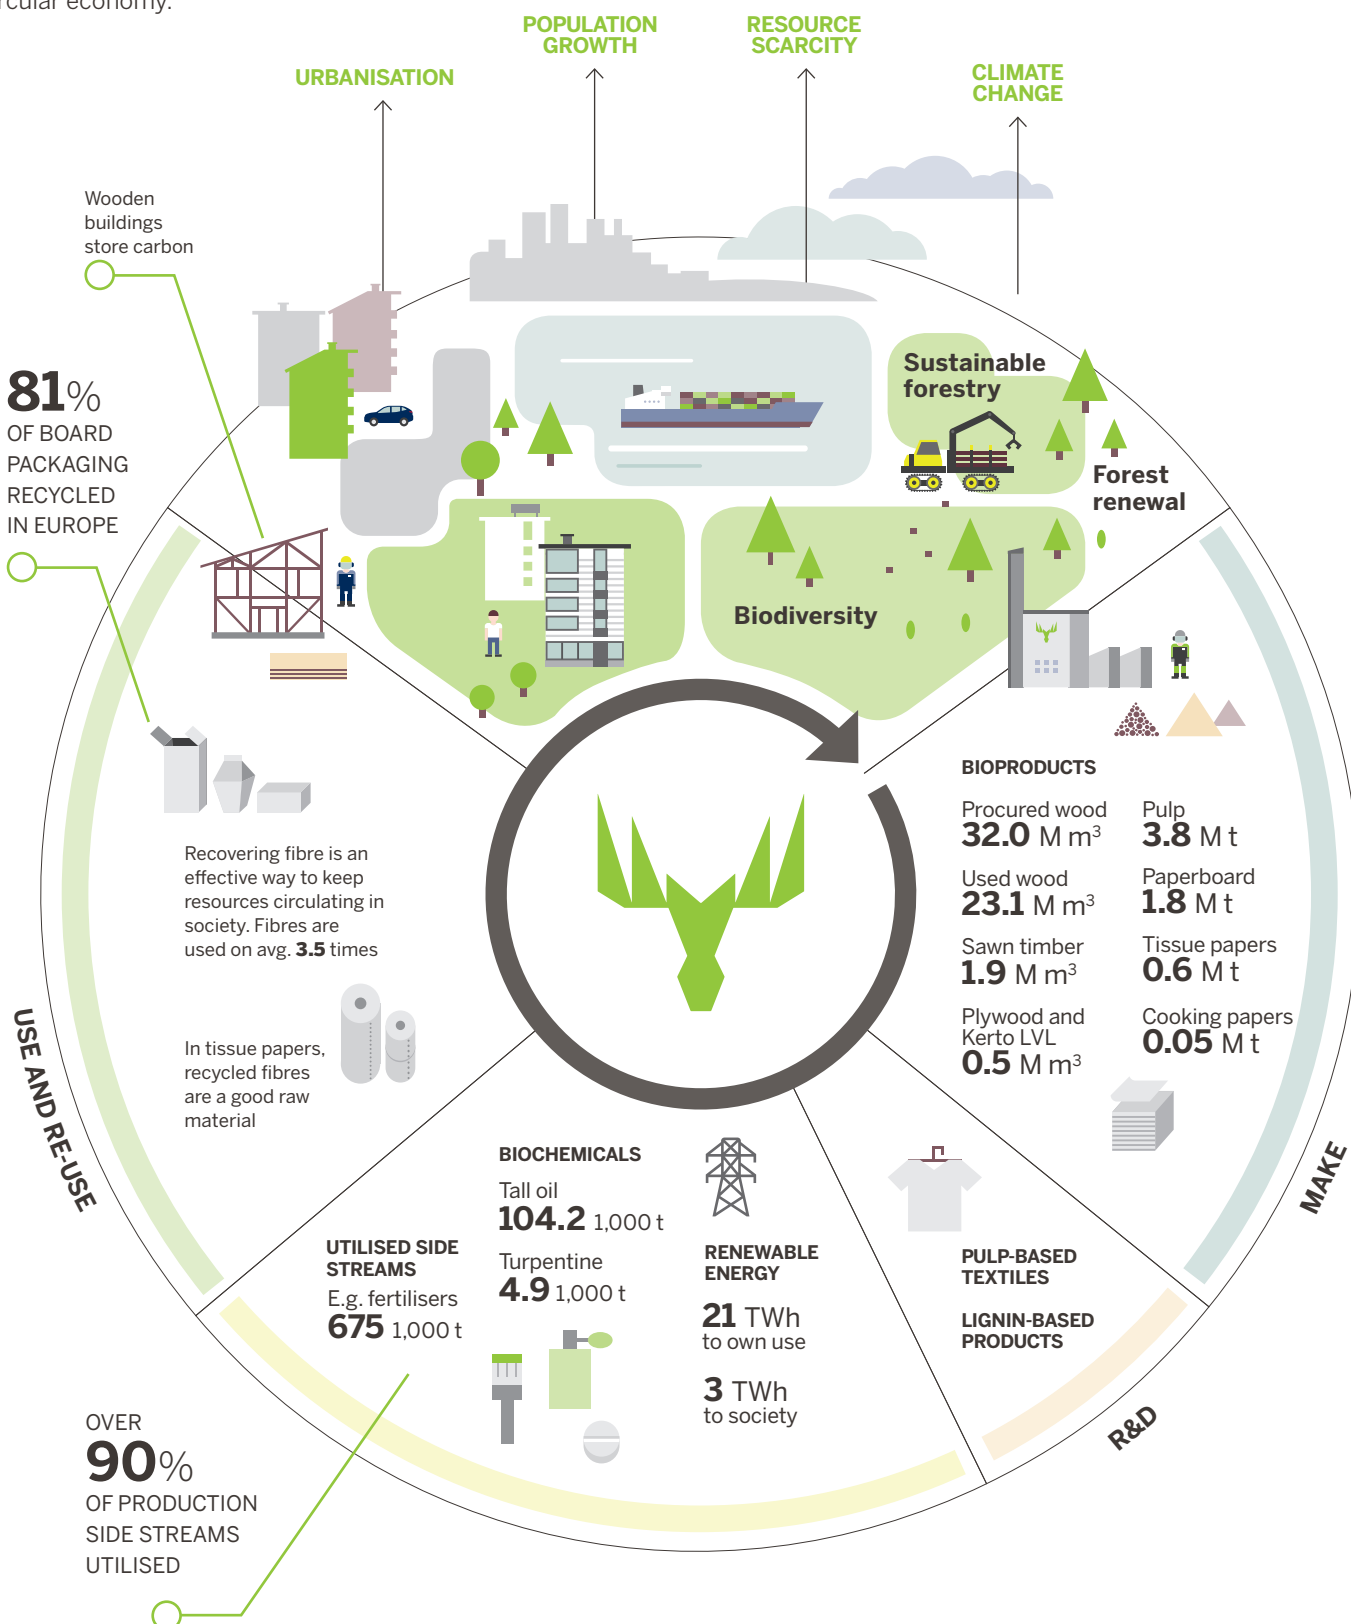 circular economy.
POPULATION
GROWTH
RESOURCE
SCARCITY
URBANISATION
CLIMATE
CHANGE
Wooden
buildings
store carbon
81%
OF BOARD
PACKAGING
RECYCLED
IN EUROPE
Sustainable
forestry
Forest
renewal
Biodiversity
BIOPRODUCTS
Procured wood
32.0 M m³
Used wood
23.1 M m³
Sawn timber
1.9 M m³
Plywood and
Kerto LVL
0.5 M m³
Pulp
3.8 M t
Paperboard
1.8 M t
Tissue papers
0.6 M t
Cooking papers
0.05 M t
Recovering fibre is an
effective way to keep
resources circulating in
society. Fibres are
used on avg. 3.5 times
In tissue papers,
recycled fibres
are a good raw
material
USE AND RE-USE
MAKE
R&D
UTILISED SIDE
STREAMS
E.g. fertilisers
675 1,000 t
BIOCHEMICALS
Tall oil
104.2 1,000 t
Turpentine
4.9 1,000 t
RENEWABLE
ENERGY
21 TWh
to own use
3 TWh
to society
PULP-BASED
TEXTILES
LIGNIN-BASED
PRODUCTS
OVER
90%
OF PRODUCTION
SIDE STREAMS
UTILISED